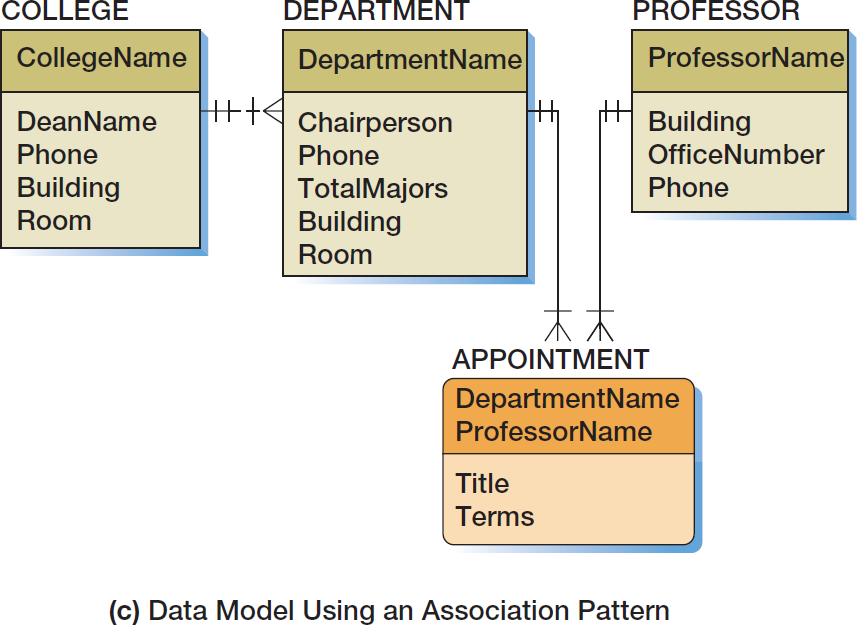 COLLEGE
CollegeName
DeanName
Phone
Building
Room
DEPARTMENT
DepartmentName
Chairperson
Phone
TotalMajors
Building
Room
PROFESSOR
ProfessorName
Building
OfficeNumber
Phone
APPOINTMENT
DepartmentName
ProfessorName
Title
Terms
(c) Data Model Using an Association Pattern